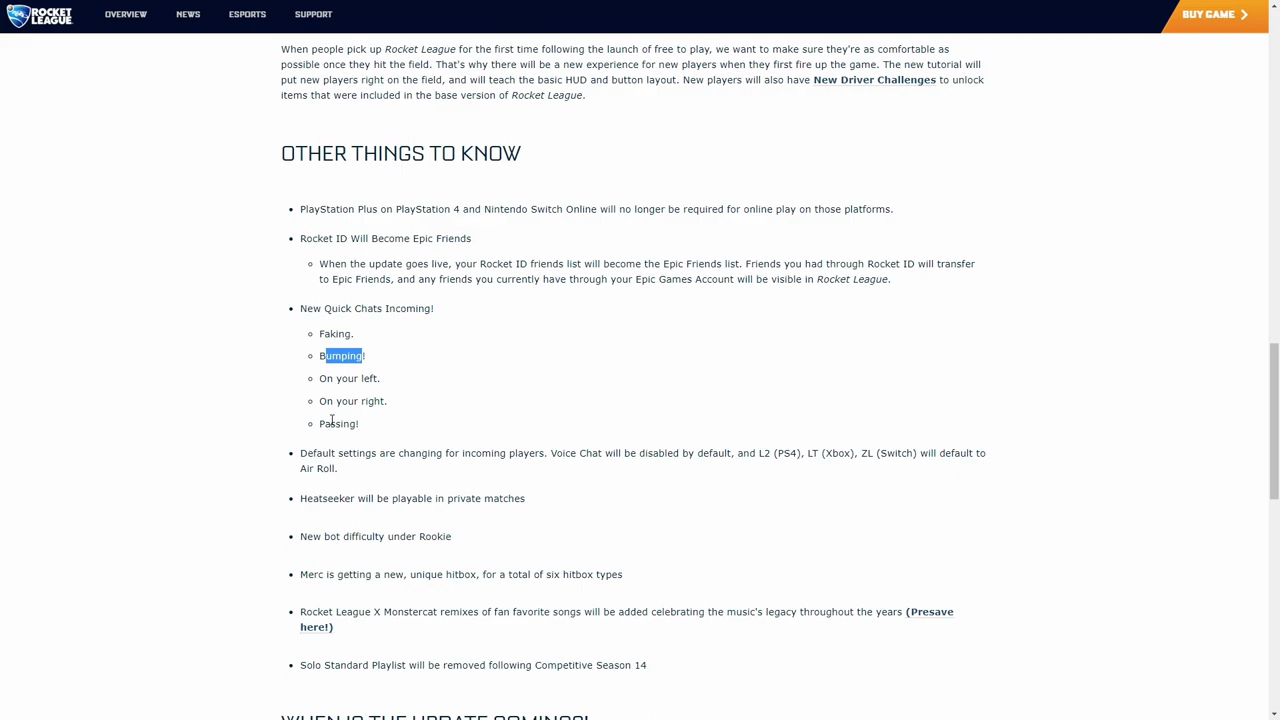 ROCKET LEAGUE
OVERVIEW
NEWS
ESPORTS
SUPPORT
BUY GAME
When people pick up Rocket League for the first time following the launch of free to play, we want to make sure they're as comfortable as
possible once they hit the field. That's why there will be a new experience for new players when they first fire up the game. The new tutorial will
put new players right on the field, and will teach the basic HUD and button layout. New players will also have New Driver Challenges to unlock
items that were included in the base version of Rocket League.
OTHER THINGS TO KNOW
PlayStation Plus on PlayStation 4 and Nintendo Switch Online will no longer be required for online play on those platforms.
Rocket ID Will Become Epic Friends
When the update goes live, your Rocket ID friends list will become the Epic Friends list. Friends you had through Rocket ID will transfer
to Epic Friends, and any friends you currently have through your Epic Games Account will be visible in Rocket League.
New Quick Chats Incoming!
Faking.
Bumping!
On your left.
On your right.
Passing!
Default settings are changing for incoming players. Voice Chat will be disabled by default, and L2 (PS4), LT (Xbox), ZL (Switch) will default to
Air Roll.
Heatseeker will be playable in private matches
New bot difficulty under Rookie
Merc is getting a new, unique hitbox, for a total of six hitbox types
Rocket League X Monstercat remixes of fan favorite songs will be added celebrating the music's legacy throughout the years (Presave
here!)
Solo Standard Playlist will be removed following Competitive Season 14
WHEN IS THE UPDATE COMING?!